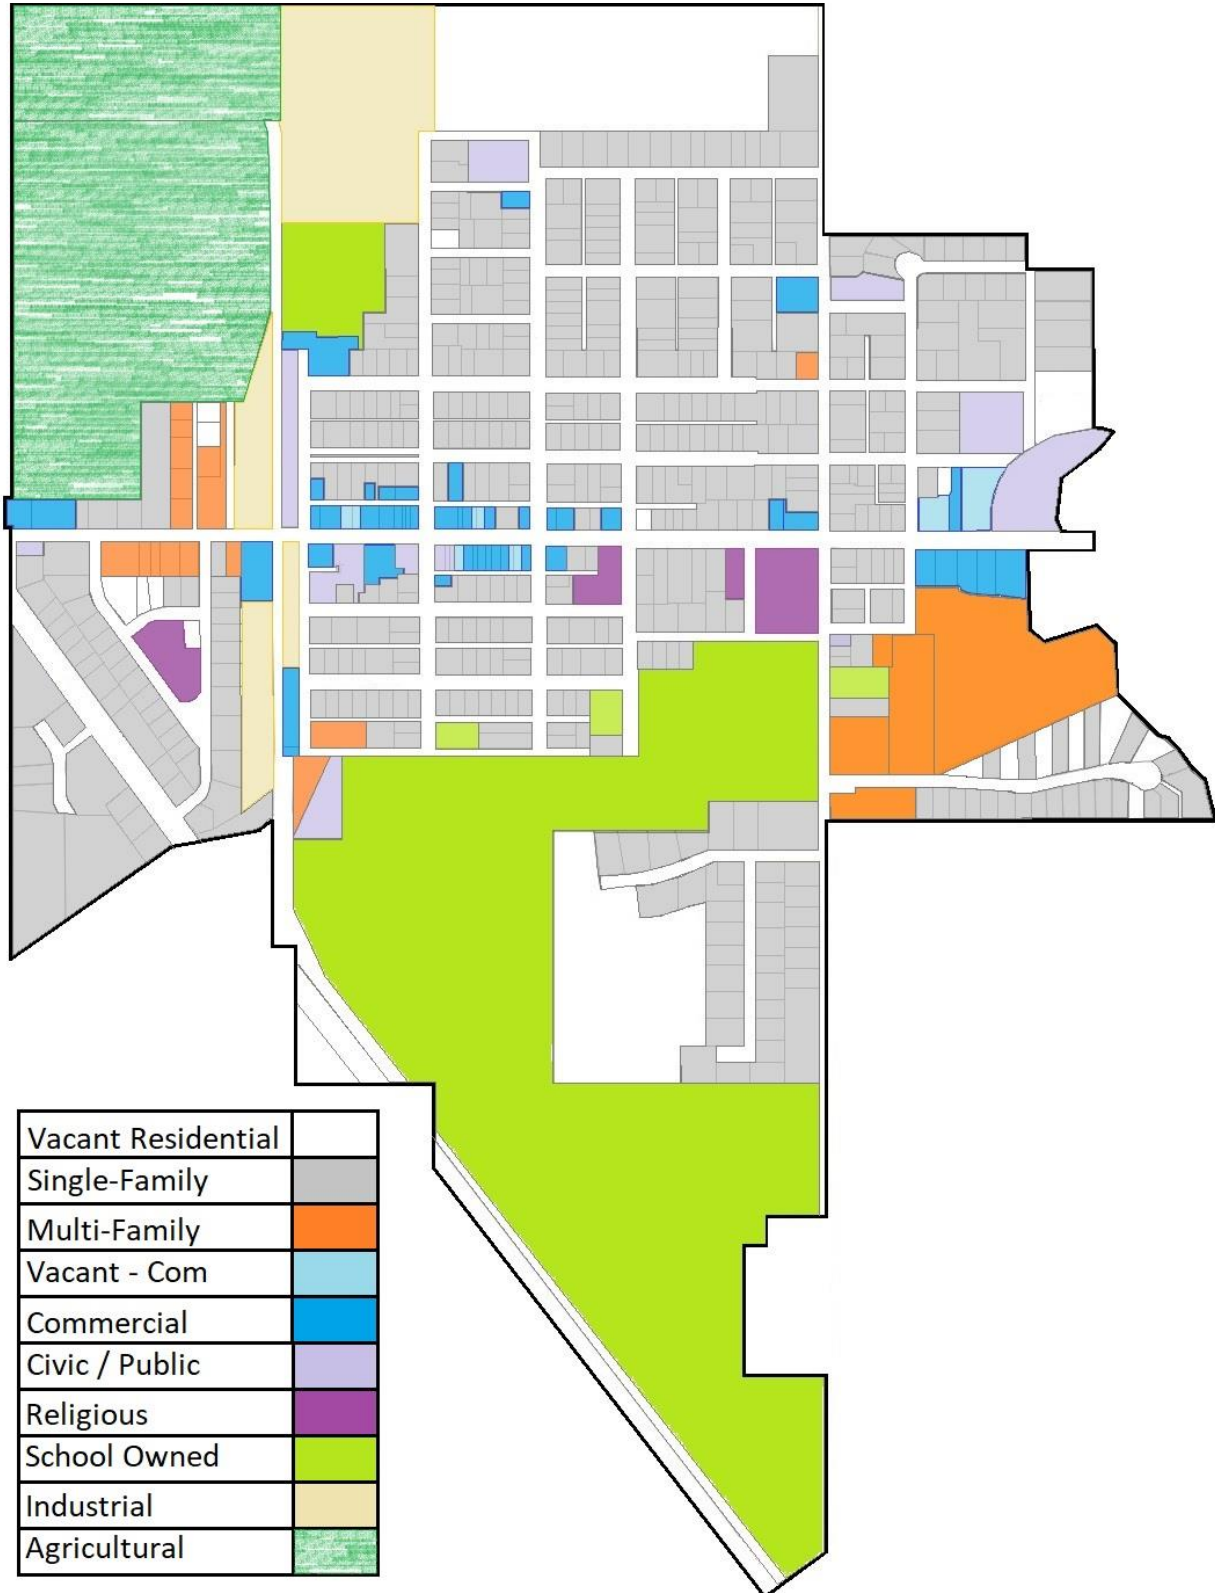 Vacant Residential
Single-Family
Multi-Family
Vacant - Com
Commercial
Civic / Public
Religious
School Owned
Industrial
Agricultural